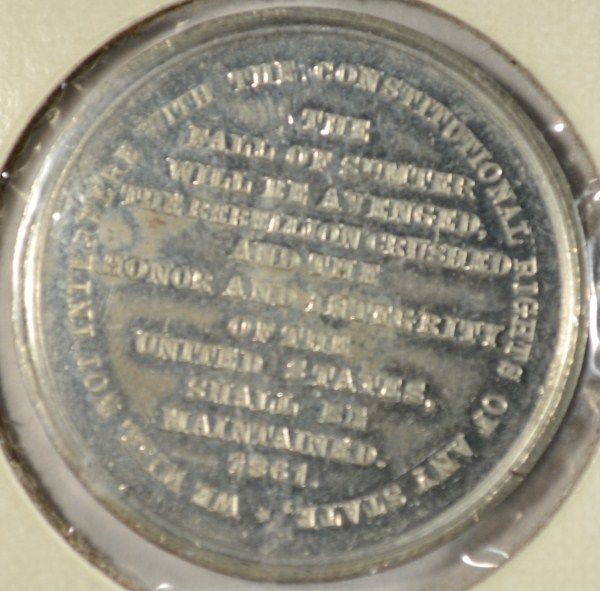 WE WILL NOT INTERFERE WITH THE CONSTITUTIONAL RIGHTS OF ANY STATE.
THE
FALL OF SUMTER
WILL BE AVENGED,
THE REBELLION CRUSHED
AND THE
HONOR AND INTEGRITY
OF THE
UNITED STATES,
SHALL BE
MAINTAINED.
1861.